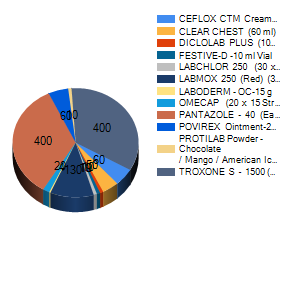 CEFLOX CTM Cream...
CLEAR CHEST (60 ml)
DICLOLAB PLUS (10...
FESTIVE-D -10 ml Vial
LABCHLOR 250 (30 x...
LABMOX 250 (Red) (3...
LABODERM - OC-15 g
OMECAP (20 x 15 Str...
PANTAZOLE - 40 (Ea...
POVIREX Ointment-2...
PROTILAB Powder -
Chocolate
/ Mango / American Ic...
TROXONE S - 1500 (...
400
400
60
130